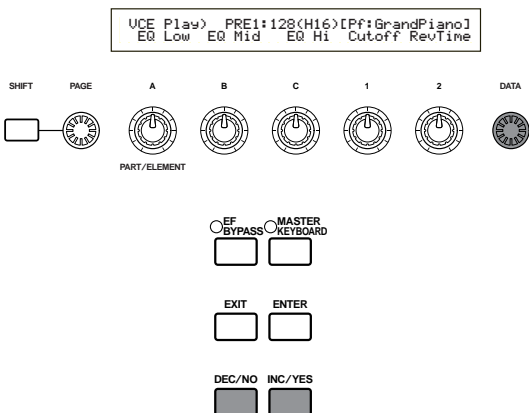 VCE Play) PRE1:128(H16)[Pf:GrandPiano]
EQ Low EQ Mid EQ Hi Cutoff RevTime
SHIFT PAGE A B C 1 2 DATA
PART/ELEMENT
EF BYPASS MASTER KEYBOARD
EXIT ENTER
DEC/NO INC/YES